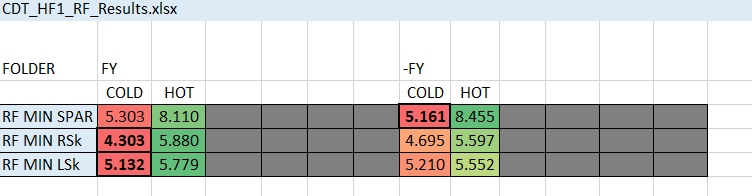 CDT_HF1_RF_Results.xlsx
FOLDER FY -FY
COLD HOT COLD HOT
RF MIN SPAR 5.303 8.110 5.161 8.455
RF MIN RSk 4.303 5.880 4.695 5.597
RF MIN LSk 5.132 5.779 5.210 5.552